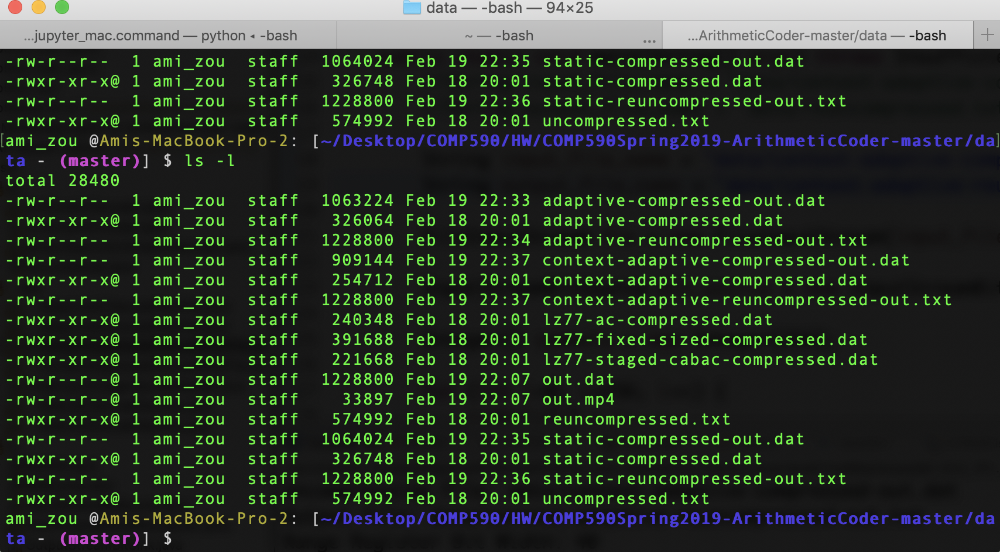 data — -bash — 94×25
...jupyter_mac.command — python ◂ -bash
~ — -bash
...
...ArithmeticCoder-master/data — -bash
+
-rw-r--r--  1 ami_zou  staff  1064024 Feb 19 22:35 static-compressed-out.dat
-rwxr-xr-x@ 1 ami_zou  staff   326748 Feb 18 20:01 static-compressed.dat
-rw-r--r--  1 ami_zou  staff  1228800 Feb 19 22:36 static-reuncompressed-out.txt
-rwxr-xr-x@ 1 ami_zou  staff   574992 Feb 18 20:01 uncompressed.txt
[ami_zou @Amis-MacBook-Pro-2: [~/Desktop/COMP590/HW/COMP590Spring2019-ArithmeticCoder-master/da]
ta - (master)] $ ls -l
total 28480
-rw-r--r--  1 ami_zou  staff  1063224 Feb 19 22:33 adaptive-compressed-out.dat
-rwxr-xr-x@ 1 ami_zou  staff   326064 Feb 18 20:01 adaptive-compressed.dat
-rw-r--r--  1 ami_zou  staff  1228800 Feb 19 22:34 adaptive-reuncompressed-out.txt
-rw-r--r--  1 ami_zou  staff   909144 Feb 19 22:37 context-adaptive-compressed-out.dat
-rwxr-xr-x@ 1 ami_zou  staff   254712 Feb 18 20:01 context-adaptive-compressed.dat
-rw-r--r--  1 ami_zou  staff  1228800 Feb 19 22:37 context-adaptive-reuncompressed-out.txt
-rwxr-xr-x@ 1 ami_zou  staff   240348 Feb 18 20:01 lz77-ac-compressed.dat
-rwxr-xr-x@ 1 ami_zou  staff   391688 Feb 18 20:01 lz77-fixed-sized-compressed.dat
-rwxr-xr-x@ 1 ami_zou  staff   221668 Feb 18 20:01 lz77-staged-cabac-compressed.dat
-rw-r--r--@ 1 ami_zou  staff  1228800 Feb 19 22:07 out.dat
-rw-r--r--@ 1 ami_zou  staff    33897 Feb 19 22:07 out.mp4
-rwxr-xr-x@ 1 ami_zou  staff   574992 Feb 18 20:01 reuncompressed.txt
-rw-r--r--  1 ami_zou  staff  1064024 Feb 19 22:35 static-compressed-out.dat
-rwxr-xr-x@ 1 ami_zou  staff   326748 Feb 18 20:01 static-compressed.dat
-rw-r--r--  1 ami_zou  staff  1228800 Feb 19 22:36 static-reuncompressed-out.txt
-rwxr-xr-x@ 1 ami_zou  staff   574992 Feb 18 20:01 uncompressed.txt
ami_zou @Amis-MacBook-Pro-2: [~/Desktop/COMP590/HW/COMP590Spring2019-ArithmeticCoder-master/da
ta - (master)] $